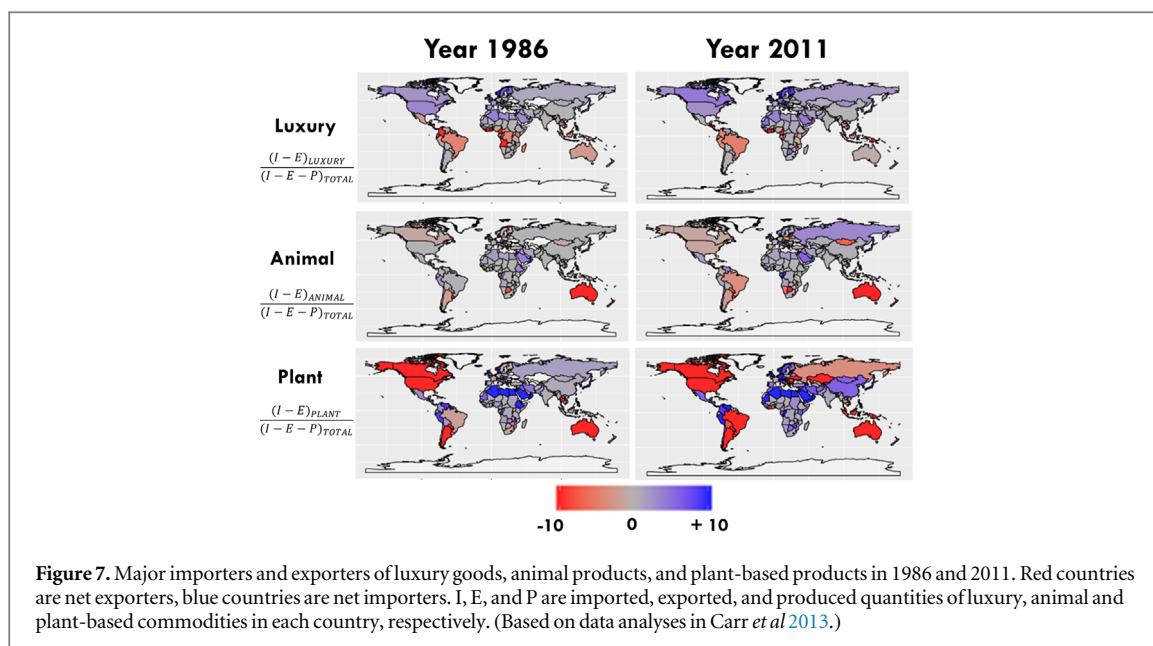 Year 1986 Year 2011
Luxury
(I − E)LUXURY
(I − E − P)TOTAL
Animal
(I − E)ANIMAL
(I − E − P)TOTAL
Plant
(I − E)PLANT
(I − E − P)TOTAL
-10 0 + 10
Figure 7. Major importers and exporters of luxury goods, animal products, and plant-based products in 1986 and 2011. Red countries
are net exporters, blue countries are net importers. I, E, and P are imported, exported, and produced quantities of luxury, animal and
plant-based commodities in each country, respectively. (Based on data analyses in Carr et al 2013.)